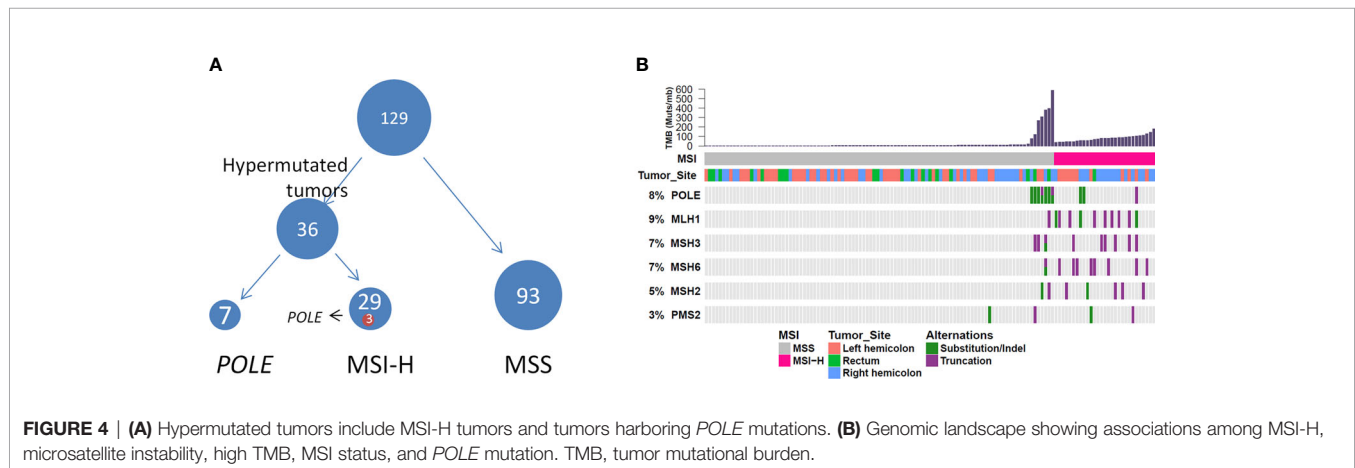 A
129
Hypermutated
tumors
36
7
29
3
POLE
93
POLE
MSI-H
MSS
B
TMB (Muts/mb)
600
500
400
300
200
100
0
MSI
Tumor_Site
8% POLE
9% MLH1
7% MSH3
7% MSH6
5% MSH2
3% PMS2
MSI
MSS
MSI−H
Tumor_Site
Left hemicolon
Rectum
Right hemicolon
Alternations
Substitution/Indel
Truncation
FIGURE 4 | (A) Hypermutated tumors include MSI-H tumors and tumors harboring POLE mutations. (B) Genomic landscape showing associations among MSI-H,
microsatellite instability, high TMB, MSI status, and POLE mutation. TMB, tumor mutational burden.